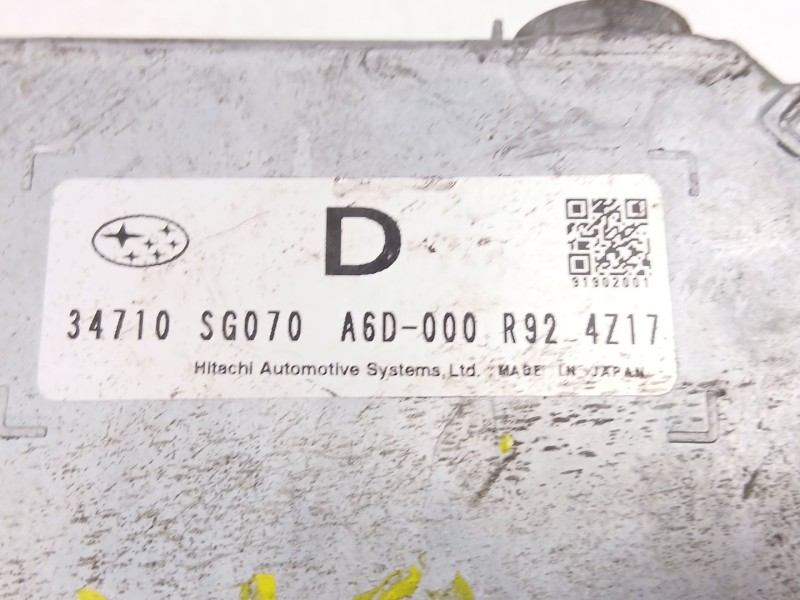 D
91902001
34710 SG070 A6D-000 R92 4Z17
Hitachi Automotive Systems, Ltd. MADE IN JAPAN